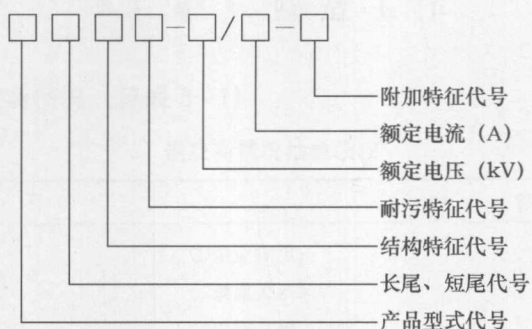 □□□□-□/□-□
附加特征代号
额定电流（A）
额定电压（kV）
耐污特征代号
结构特征代号
长尾、短尾代号
产品型式代号